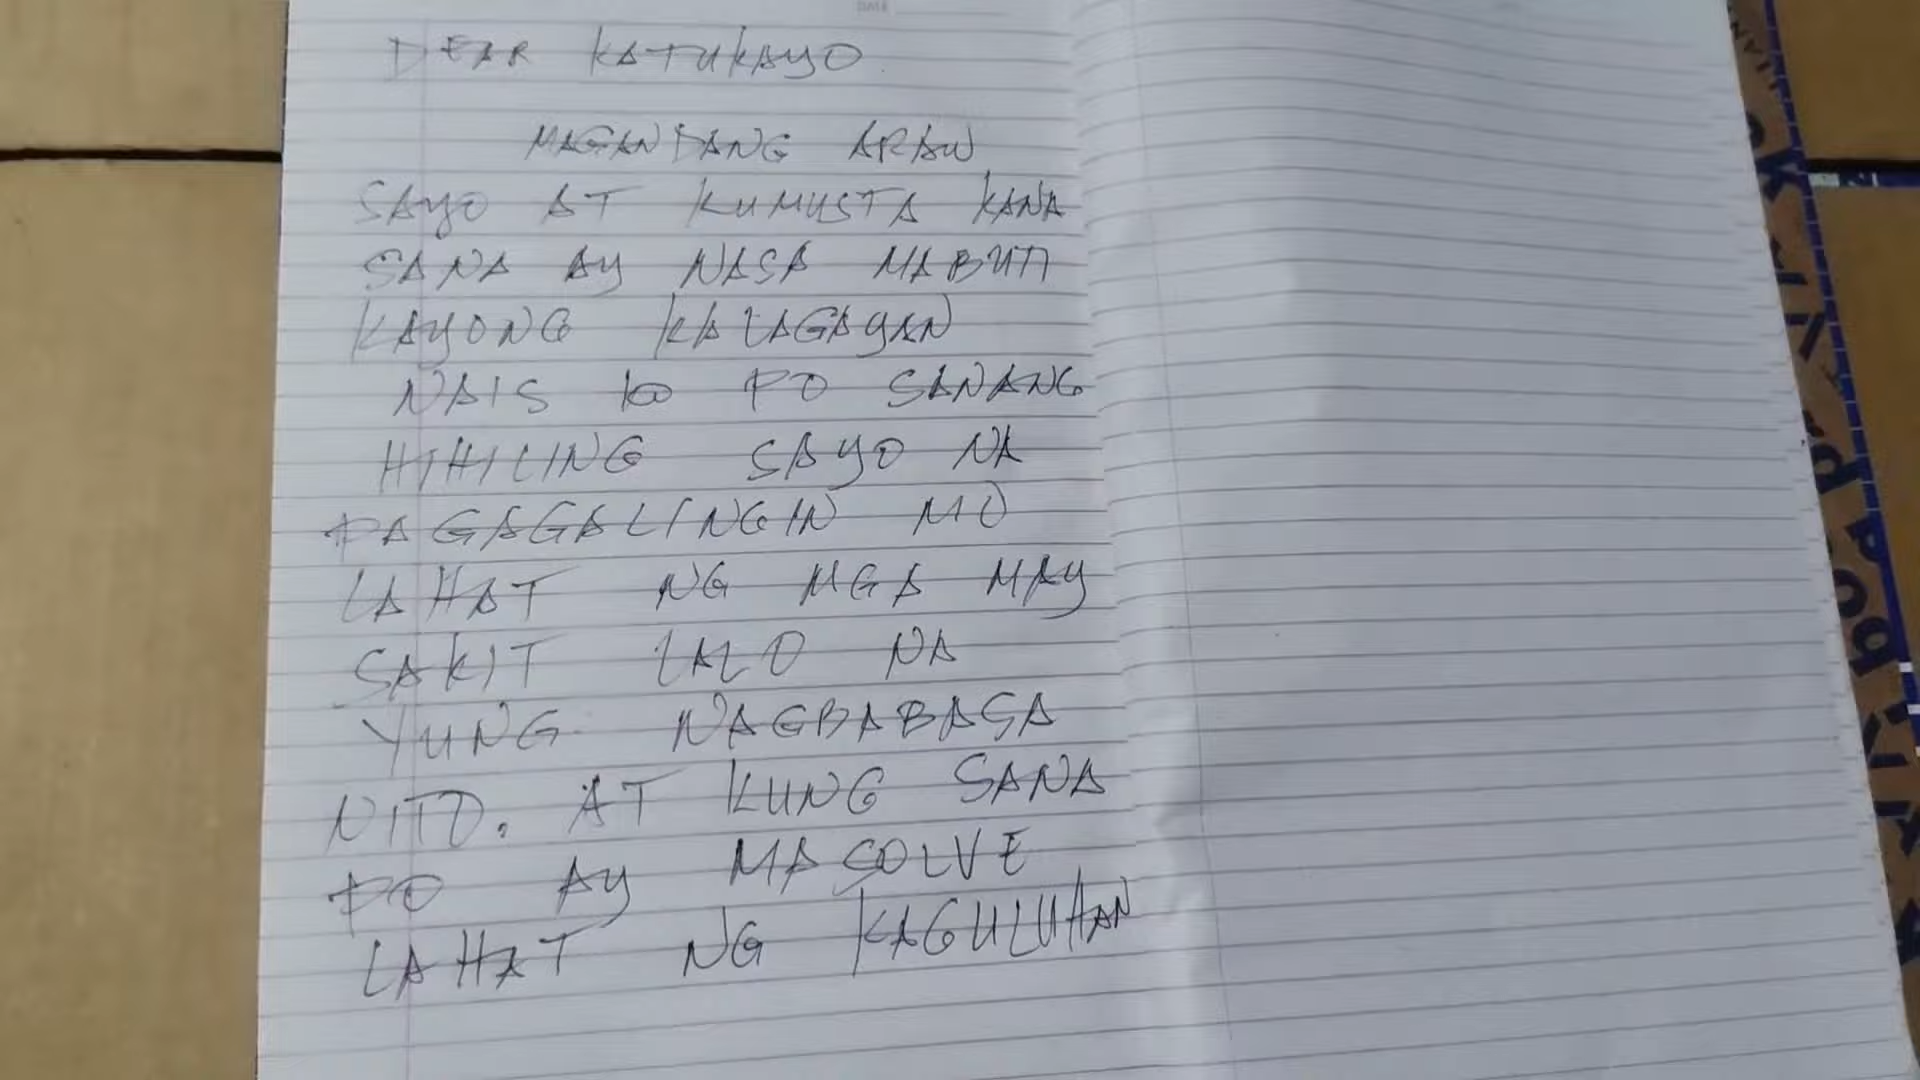 DEAR KATUKAYO
MAGANDANG ARAW
SAYO AT KUMUSTA KANA
SANA AY NASA MABUTI
KAYONG KALAGAYAN
NAIS KO PO SANANG
HIHILING SAYO NA
PAGAGALINGIN MO
LAHAT NG MGA MAY
SAKIT LALO NA
YUNG NAGBABASA
NITO. AT KUNG SANA
PO AY MASOLVE
LAHAT NG KAGULUHAN